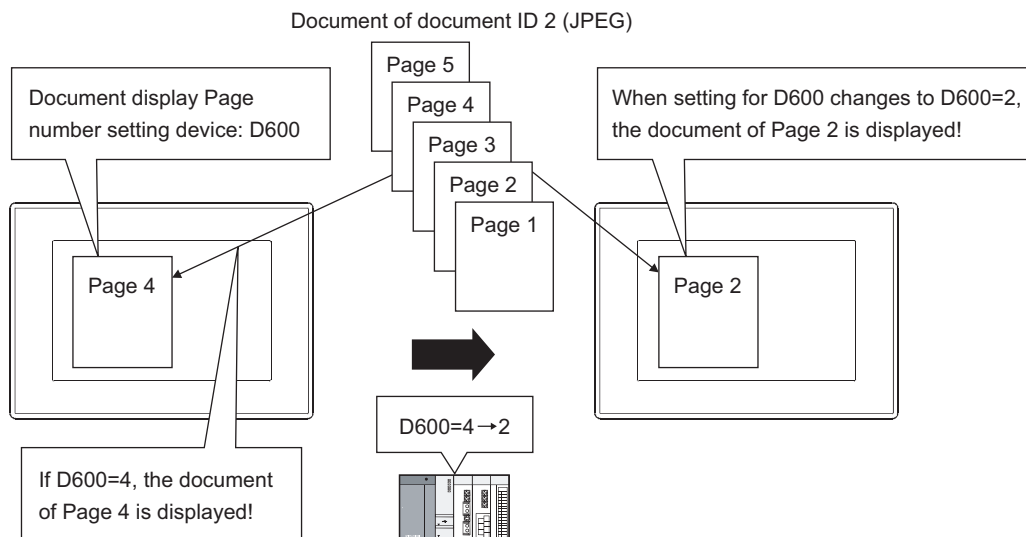 Document of document ID 2 (JPEG)
Document display Page
number setting device: D600
Page 5
Page 4
Page 3
Page 2
Page 1
When setting for D600 changes to D600=2,
the document of Page 2 is displayed!
Page 4
Page 2
D600=4→2
If D600=4, the document
of Page 4 is displayed!